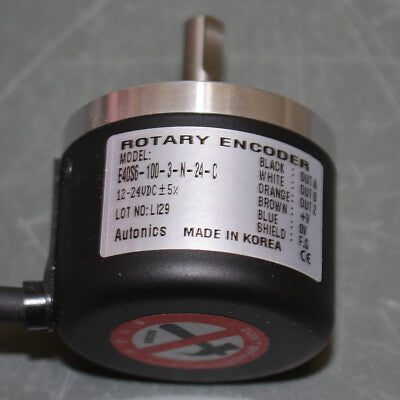 ROTARY ENCODER
MODEL:
E40S6-100-3-N-24-C
12-24VDC ± 5%
LOT NO: L129
Autonics MADE IN KOREA
BLACK : OUT A
WHITE : OUT B
ORANGE: OUT Z
BROWN : +V
BLUE : 0V
SHIELD : F.G
CE